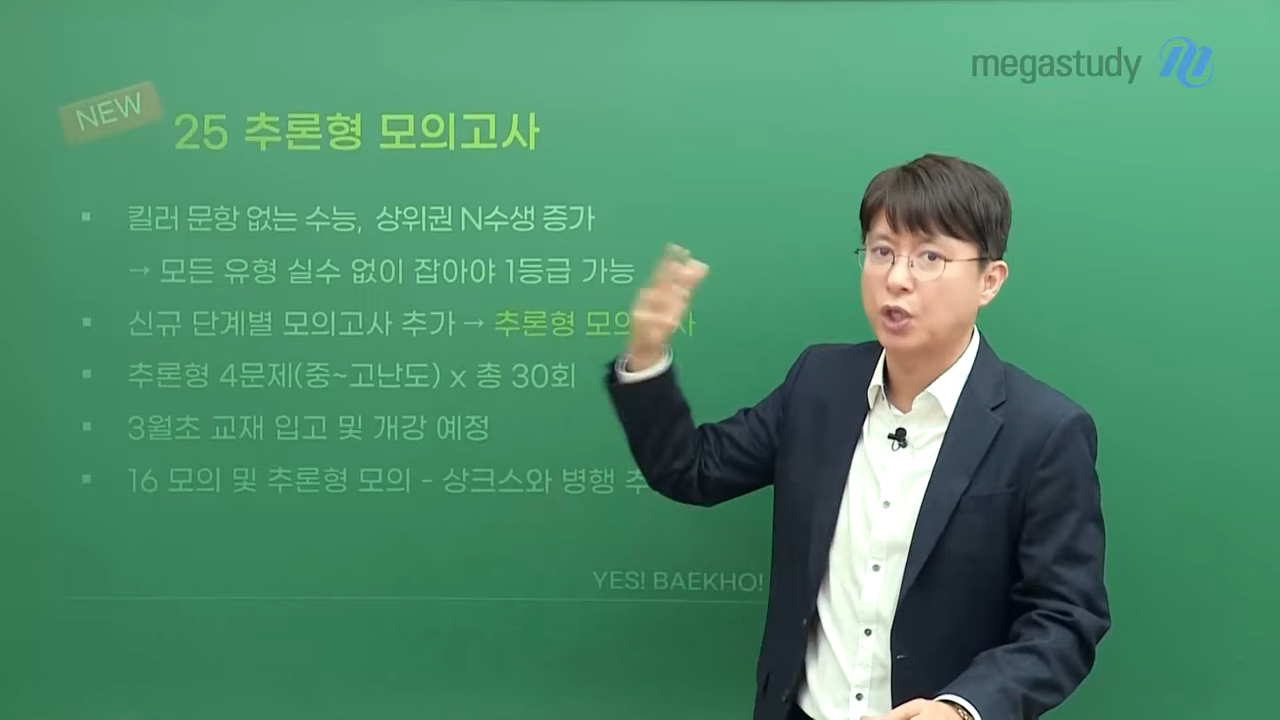 megastudy
NEW
25 추론형 모의고사
킬러 문항 없는 수능, 상위권 N수생 증가
→ 모든 유형 실수 없이 잡아야 1등급 가능
신규 단계별 모의고사 추가 → 추론형 모의 사
추론형 4문제(중~고난도) x 총 30회
3월초 교재 입고 및 개강 예정
16 모의 및 추론형 모의 - 상크스와 병행
YES! BAEKHO!